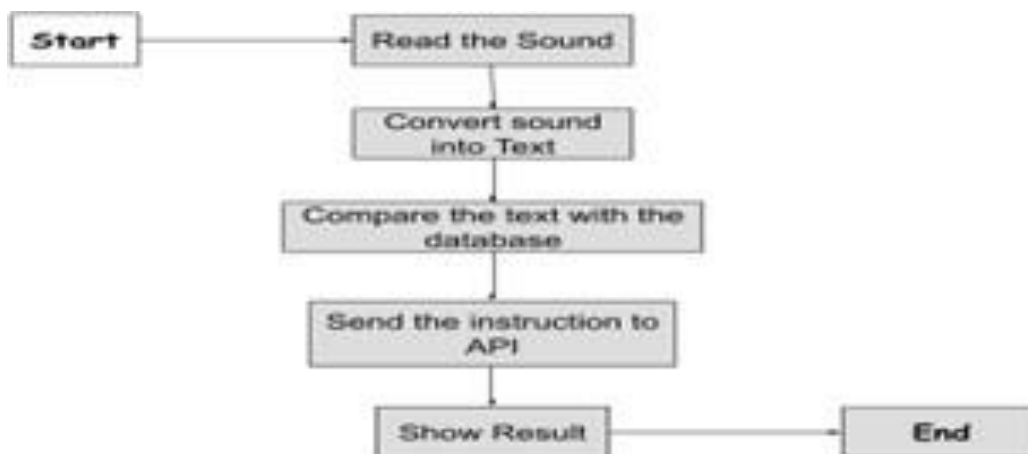 Start
Read the Sound
Convert sound
into Text
Compare the text with the
database
Send the instruction to
API
Show Result
End